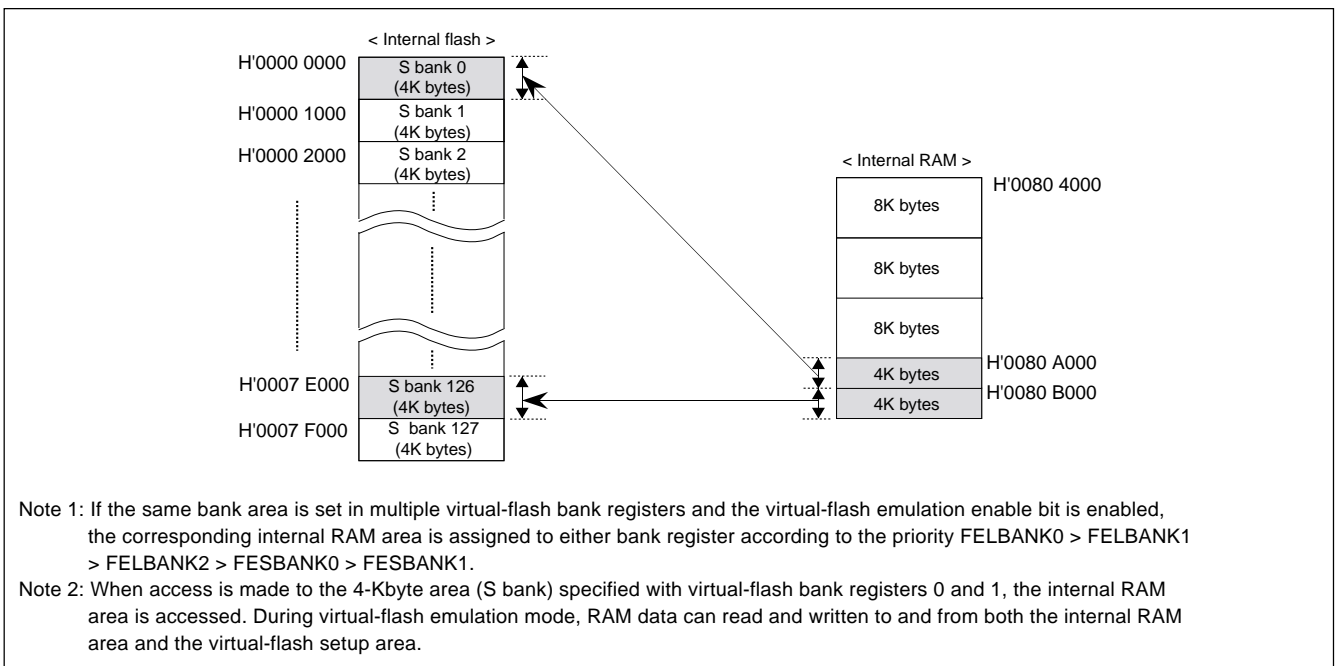 < Internal flash >
H'0000 0000
S bank 0
(4K bytes)
H'0000 1000
S bank 1
(4K bytes)
H'0000 2000
S bank 2
(4K bytes)
H'0007 E000
S bank 126
(4K bytes)
H'0007 F000
S bank 127
(4K bytes)
< Internal RAM >
H'0080 4000
8K bytes
8K bytes
8K bytes
H'0080 A000
4K bytes
H'0080 B000
4K bytes
Note 1: If the same bank area is set in multiple virtual-flash bank registers and the virtual-flash emulation enable bit is enabled,
the corresponding internal RAM area is assigned to either bank register according to the priority FELBANK0 > FELBANK1
> FELBANK2 > FESBANK0 > FESBANK1.
Note 2: When access is made to the 4-Kbyte area (S bank) specified with virtual-flash bank registers 0 and 1, the internal RAM
area is accessed. During virtual-flash emulation mode, RAM data can read and written to and from both the internal RAM
area and the virtual-flash setup area.